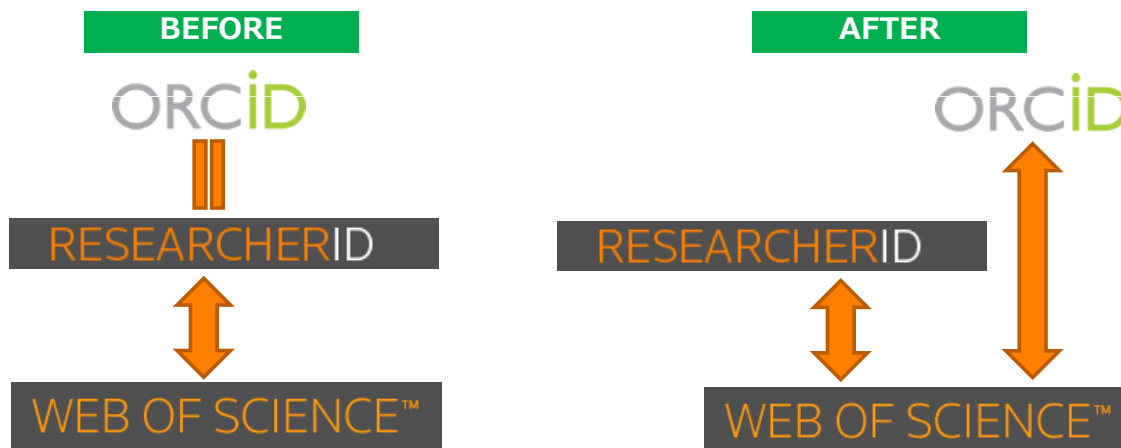 BEFORE
ORCiD
RESEARCHERID
WEB OF SCIENCE™
AFTER
ORCiD
RESEARCHERID
WEB OF SCIENCE™